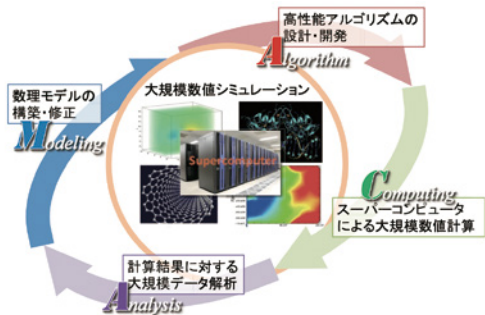 高性能アルゴリズムの
設計・開発
Algorithm
大規模数値シミュレーション
数理モデルの
構築・修正
Modeling
Supercomputer
Computing
スーパーコンピュータ
による大規模数値計算
計算結果に対する
大規模データ解析
Analysis